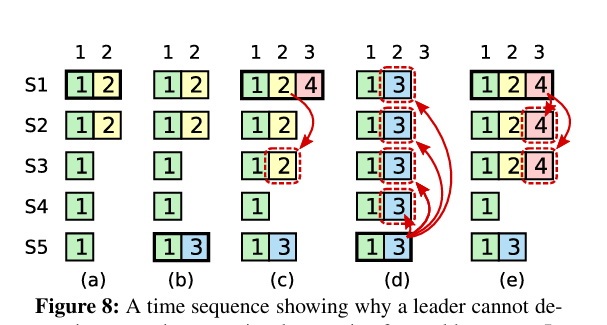 1 2 1 2 1 2 3 1 2 3 1 2 3
S1 1 2 1 2 1 2 4 1 3 1 2 4
S2 1 2 1 2 1 2 1 3 1 2 4
S3 1 1 1 2 1 3 1 2 4
S4 1 1 1 1 3 1
S5 1 1 3 1 3 1 3 1 3
(a) (b) (c) (d) (e)
Figure 8: A time sequence showing why a leader cannot de-